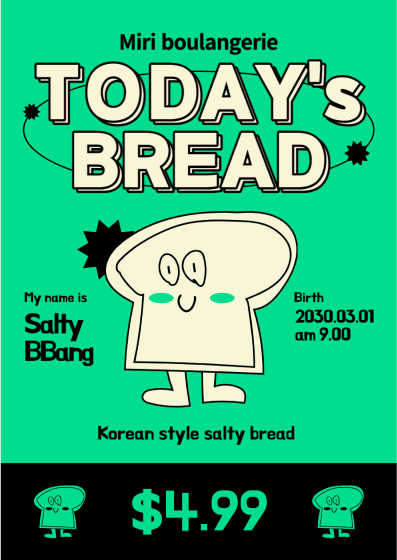 Miri boulangerie
TODAY's
BREAD
My name is
Salty
BBang
Birth
2030.03.01
am 9.00
Korean style salty bread
$4.99